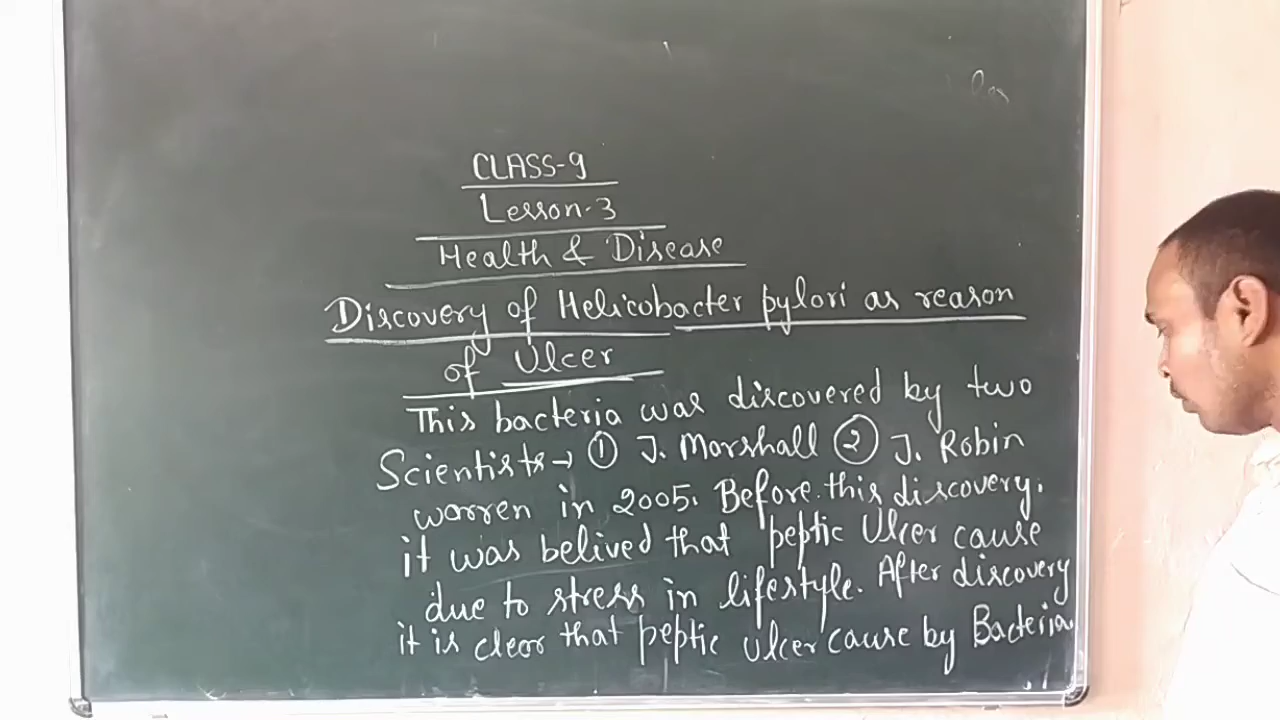 CLASS-9
Lesson-3
Health & Disease
Discovery of Helicobacter pylori as reason
of Ulcer
This bacteria was discovered by two
Scientists→ ① J. Marshall ② J. Robin
warren in 2005. Before this discovery.
it was belived that peptic Ulcer cause
due to stress in lifestyle. After discovery
it is clear that peptic ulcer cause by Bacteria.